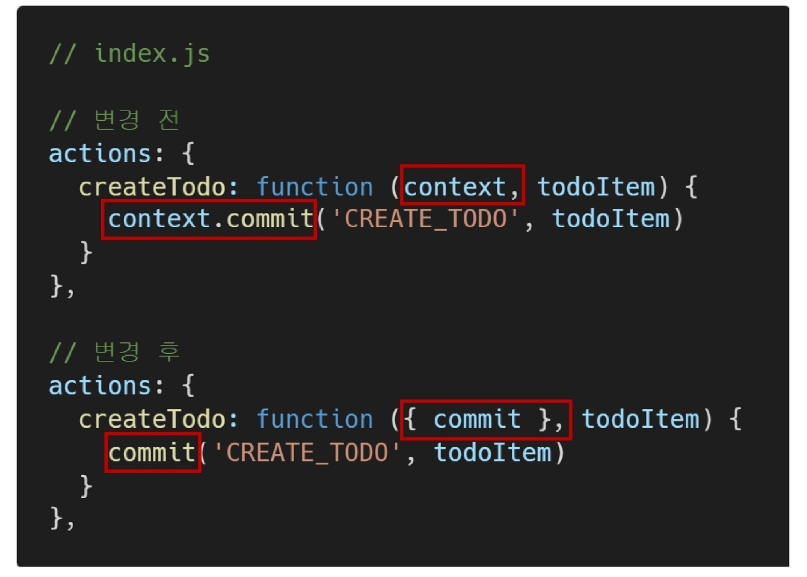 // index.js
// 변경 전
actions: {
createTodo: function (context, todoItem) {
context.commit('CREATE_TODO', todoItem)
}
},
// 변경 후
actions: {
createTodo: function ({ commit }, todoItem) {
commit('CREATE_TODO', todoItem)
}
},